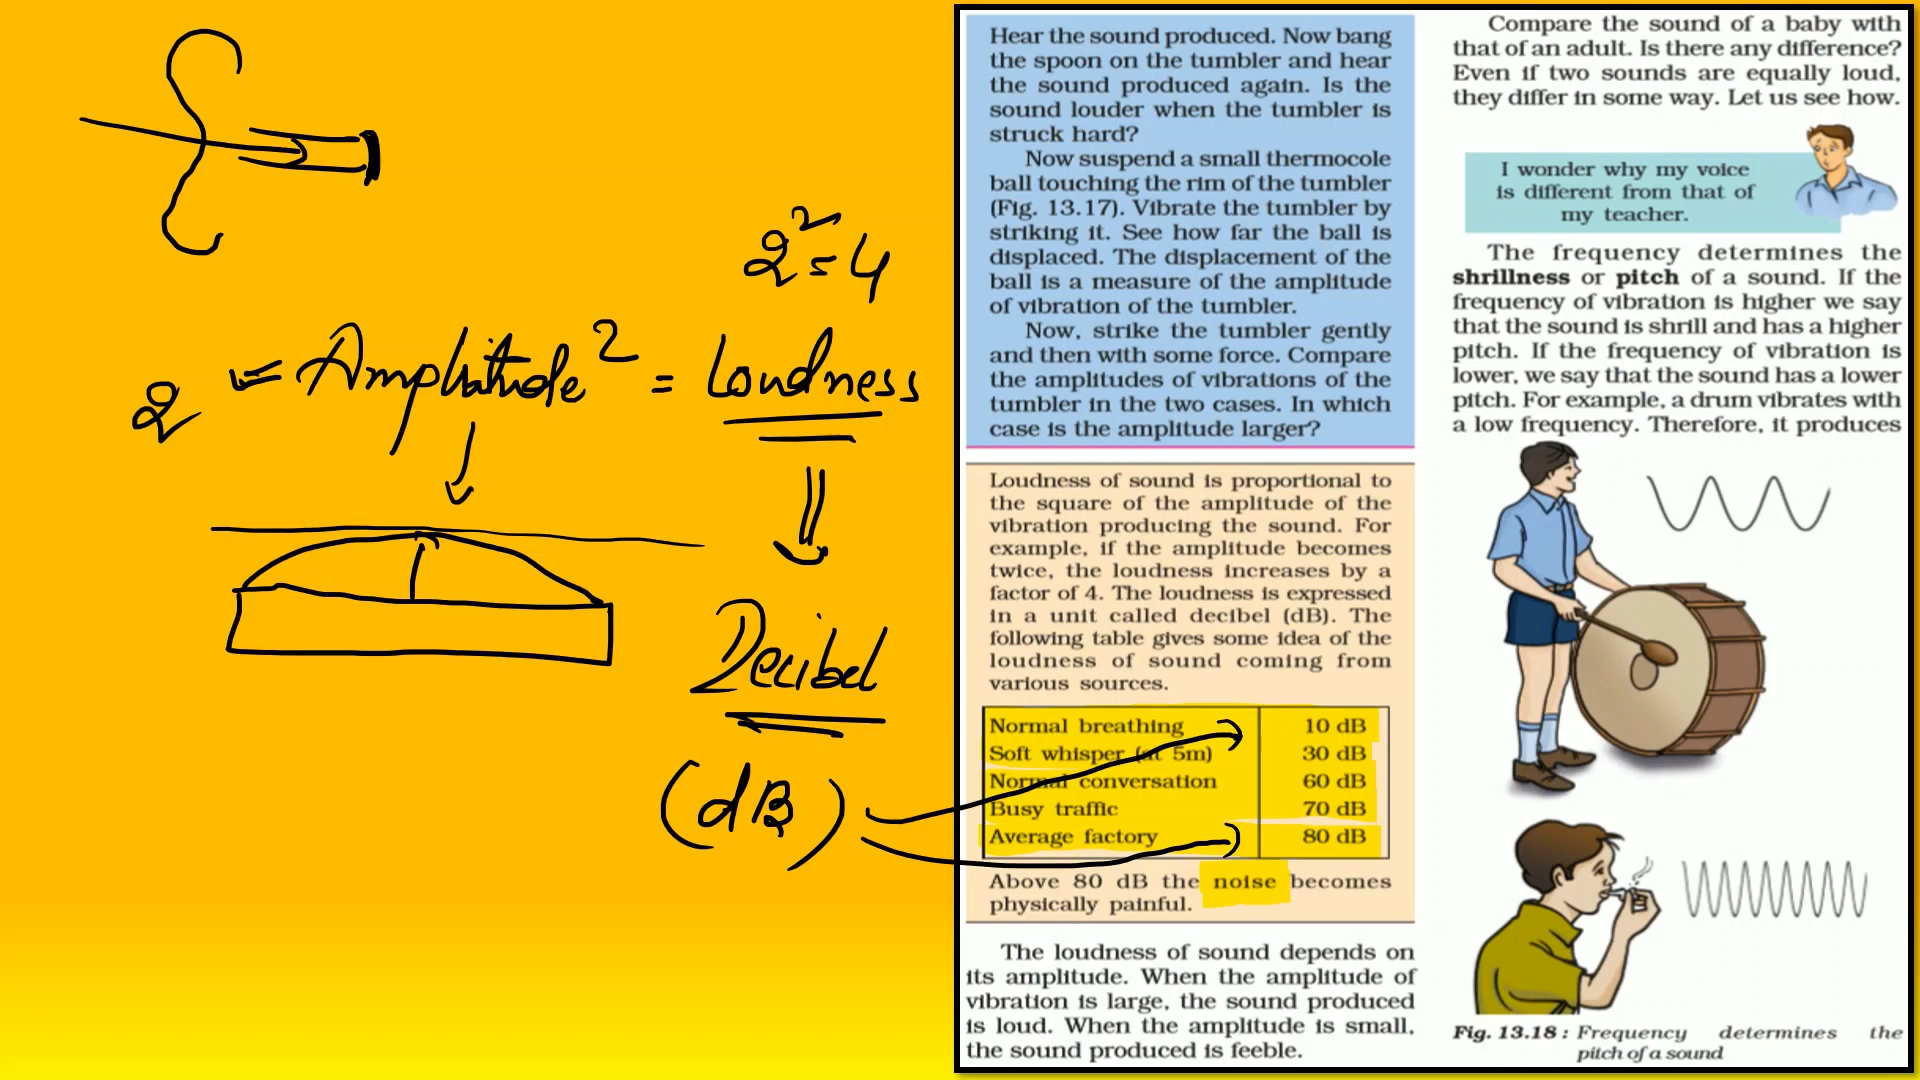 2² = 4
2 = Amplitude² = Loudness
Decibel
(dB)
Hear the sound produced. Now bang
the spoon on the tumbler and hear
the sound produced again. Is the
sound louder when the tumbler is
struck hard?
Now suspend a small thermocole
ball touching the rim of the tumbler
(Fig. 13.17). Vibrate the tumbler by
striking it. See how far the ball is
displaced. The displacement of the
ball is a measure of the amplitude
of vibration of the tumbler.
Now, strike the tumbler gently
and then with some force. Compare
the amplitudes of vibrations of the
tumbler in the two cases. In which
case is the amplitude larger?
Loudness of sound is proportional to
the square of the amplitude of the
vibration producing the sound. For
example, if the amplitude becomes
twice, the loudness increases by a
factor of 4. The loudness is expressed
in a unit called decibel (dB). The
following table gives some idea of the
loudness of sound coming from
various sources.
Normal breathing 10 dB
Soft whisper (at 5m) 30 dB
Normal conversation 60 dB
Busy traffic 70 dB
Average factory 80 dB
Above 80 dB the noise becomes
physically painful.
The loudness of sound depends on
its amplitude. When the amplitude of
vibration is large, the sound produced
is loud. When the amplitude is small,
the sound produced is feeble.
Compare the sound of a baby with
that of an adult. Is there any difference?
Even if two sounds are equally loud,
they differ in some way. Let us see how.
I wonder why my voice
is different from that of
my teacher.
The frequency determines the
shrillness or pitch of a sound. If the
frequency of vibration is higher we say
that the sound is shrill and has a higher
pitch. If the frequency of vibration is
lower, we say that the sound has a lower
pitch. For example, a drum vibrates with
a low frequency. Therefore, it produces
Fig. 13.18 : Frequency determines the
pitch of a sound